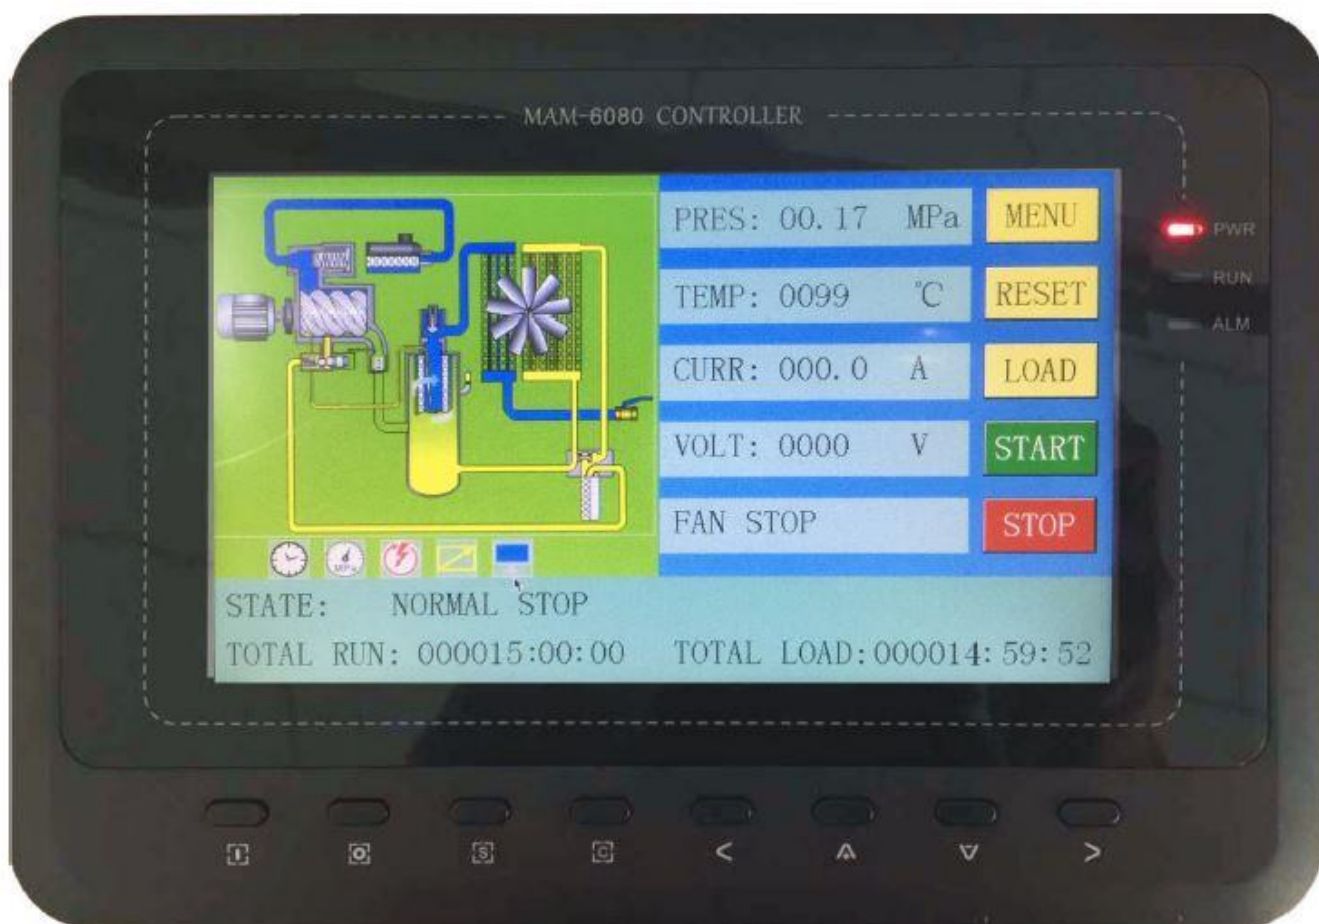 MAM-6080 CONTROLLER
PRES: 00.17 MPa
MENU
TEMP: 0099 ℃
RESET
CURR: 000.0 A
LOAD
VOLT: 0000 V
START
FAN STOP
STOP
PWR
RUN
ALM
MPa
STATE: NORMAL STOP
TOTAL RUN: 000015:00:00 TOTAL LOAD:000014:59:52
I O S C < ∧ ∨ >